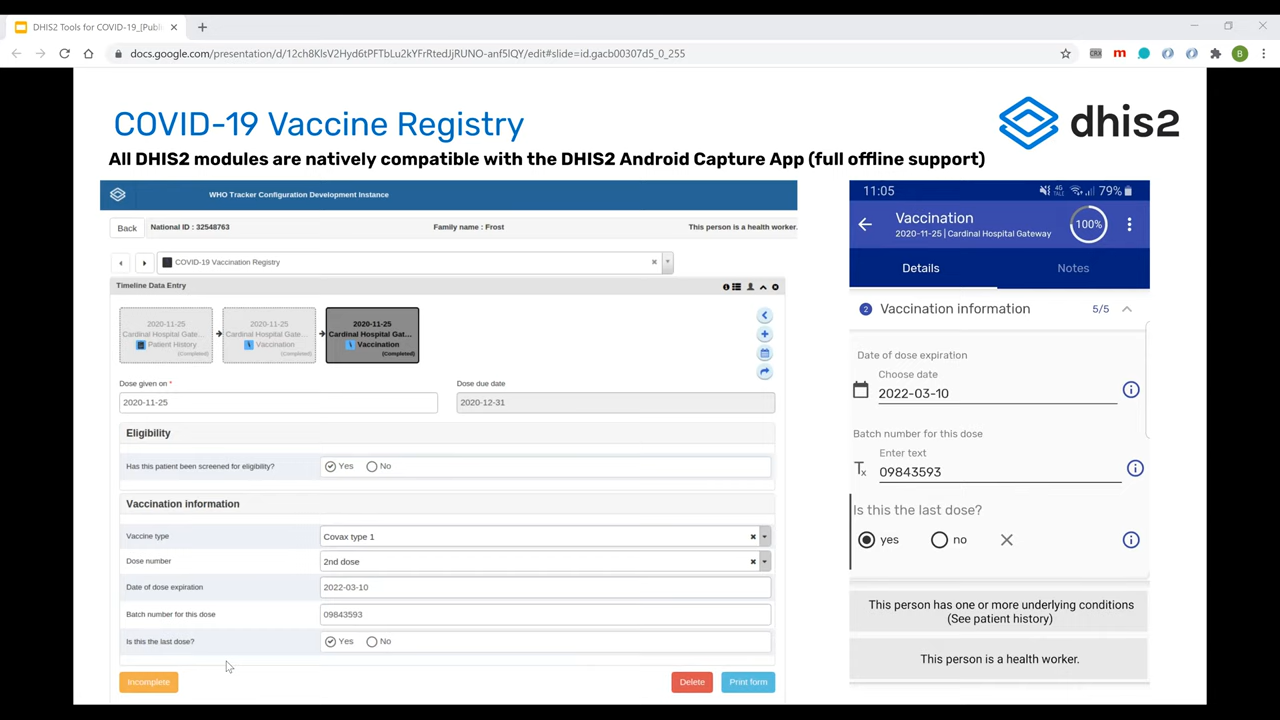 DHIS2 Tools for COVID-19_[Publ
docs.google.com/presentation/d/12ch8KIsV2Hyd6tPFTbLu2kYFrRtedJjRUNO-anf5lQY/edit#slide=id.gacb00307d5_0_255
CRX
m
B
COVID-19 Vaccine Registry
dhis2
All DHIS2 modules are natively compatible with the DHIS2 Android Capture App (full offline support)
WHO Tracker Configuration Development Instance
Back
National ID : 32548763
Family name : Frost
This person is a health worker.
COVID-19 Vaccination Registry
Timeline Data Entry
2020-11-25
Cardinal Hospital Gate...
Patient History
(Completed)
2020-11-25
Cardinal Hospital Gate...
Vaccination
(Completed)
2020-11-25
Cardinal Hospital Gat...
Vaccination
(Completed)
Dose given on *
Dose due date
2020-11-25
2020-12-31
Eligibility
Has this patient been screened for eligibility?
Yes
No
Vaccination information
Vaccine type
Covax type 1
Dose number
2nd dose
Date of dose expiration
2022-03-10
Batch number for this dose
09843593
Is this the last dose?
Yes
No
Incomplete
Delete
Print form
11:05
79%
Vaccination
2020-11-25 | Cardinal Hospital Gateway
100%
Details
Notes
2
Vaccination information
5/5
Date of dose expiration
Choose date
2022-03-10
Batch number for this dose
Enter text
Tx
09843593
Is this the last dose?
yes
no
This person has one or more underlying conditions
(See patient history)
This person is a health worker.